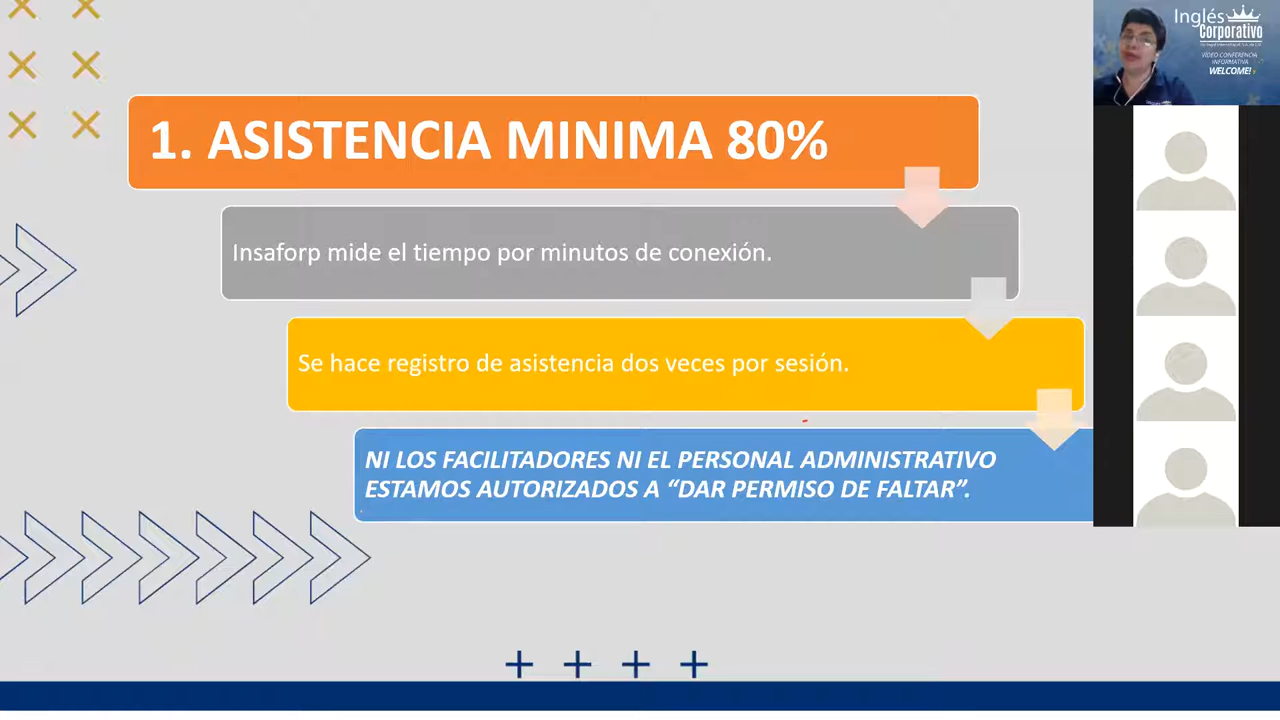 1. ASISTENCIA MINIMA 80%
Insaforp mide el tiempo por minutos de conexión.
Se hace registro de asistencia dos veces por sesión.
NI LOS FACILITADORES NI EL PERSONAL ADMINISTRATIVO
ESTAMOS AUTORIZADOS A “DAR PERMISO DE FALTAR”.
Inglés
Corporativo
VÍDEO CONFERENCIA
INFORMATIVA
WELCOME!